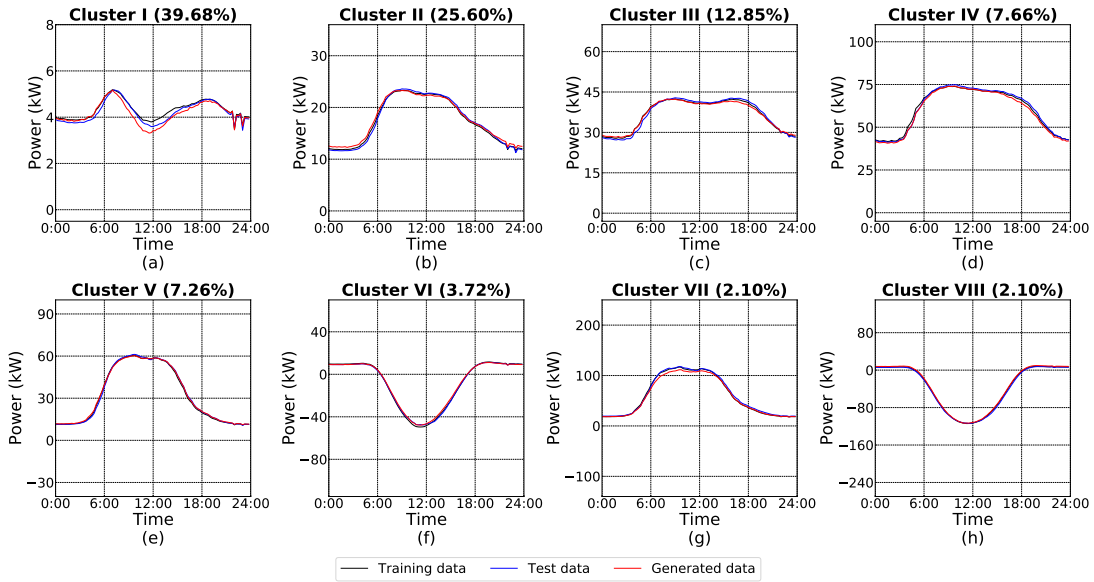 Cluster I (39.68%)
Cluster II (25.60%)
Cluster III (12.85%)
Cluster IV (7.66%)
Power (kW)
8
6
4
2
0
0:00 6:00 12:00 18:00 24:00
Time
(a)
Power (kW)
30
20
10
0
0:00 6:00 12:00 18:00 24:00
Time
(b)
Power (kW)
60
45
30
15
0
0:00 6:00 12:00 18:00 24:00
Time
(c)
Power (kW)
100
75
50
25
0
0:00 6:00 12:00 18:00 24:00
Time
(d)
Cluster V (7.26%)
Cluster VI (3.72%)
Cluster VII (2.10%)
Cluster VIII (2.10%)
Power (kW)
90
60
30
0
−30
0:00 6:00 12:00 18:00 24:00
Time
(e)
Power (kW)
40
0
−40
−80
0:00 6:00 12:00 18:00 24:00
Time
(f)
Power (kW)
200
100
0
−100
0:00 6:00 12:00 18:00 24:00
Time
(g)
Power (kW)
80
0
−80
−160
−240
0:00 6:00 12:00 18:00 24:00
Time
(h)
Training data Test data Generated data